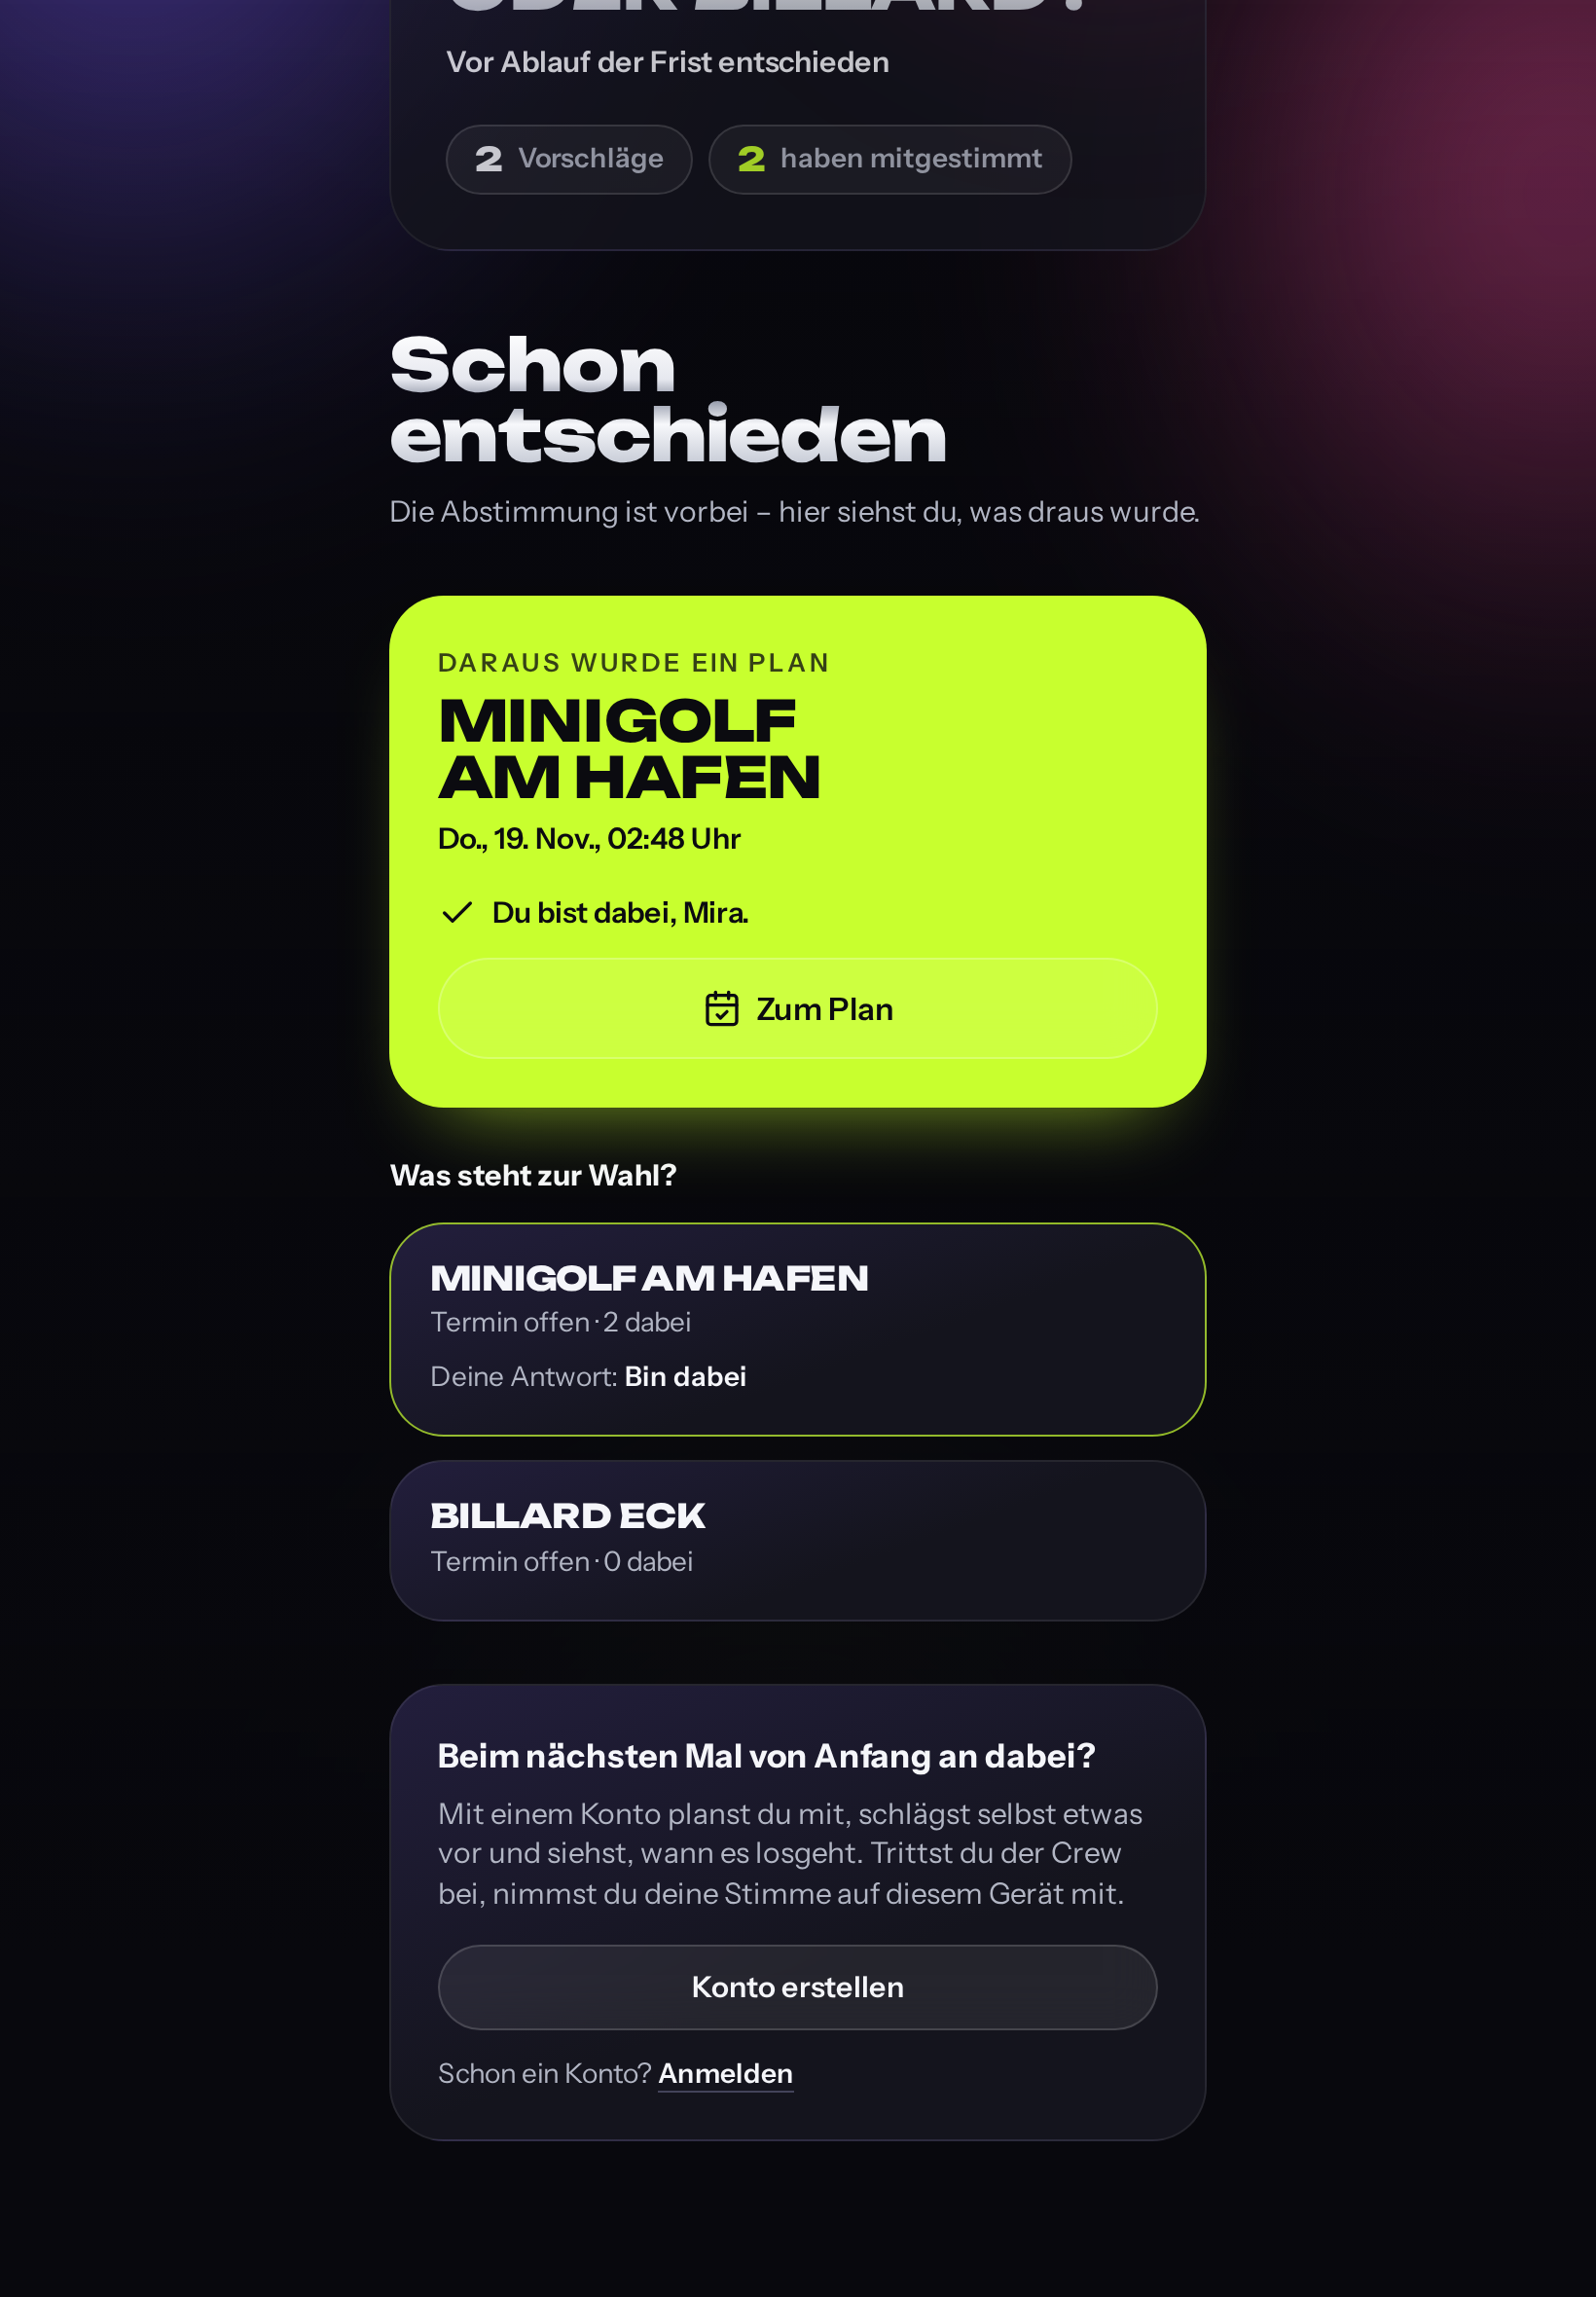 ODER BILLARD?
Vor Ablauf der Frist entschieden
2 Vorschläge
2 haben mitgestimmt
Schon
entschieden
Die Abstimmung ist vorbei – hier siehst du, was draus wurde.
DARAUS WURDE EIN PLAN
MINIGOLF
AM HAFEN
Do., 19. Nov., 02:48 Uhr
Du bist dabei, Mira.
Zum Plan
Was steht zur Wahl?
MINIGOLF AM HAFEN
Termin offen · 2 dabei
Deine Antwort: Bin dabei
BILLARD ECK
Termin offen · 0 dabei
Beim nächsten Mal von Anfang an dabei?
Mit einem Konto planst du mit, schlägst selbst etwas
vor und siehst, wann es losgeht. Trittst du der Crew
bei, nimmst du deine Stimme auf diesem Gerät mit.
Konto erstellen
Schon ein Konto? Anmelden